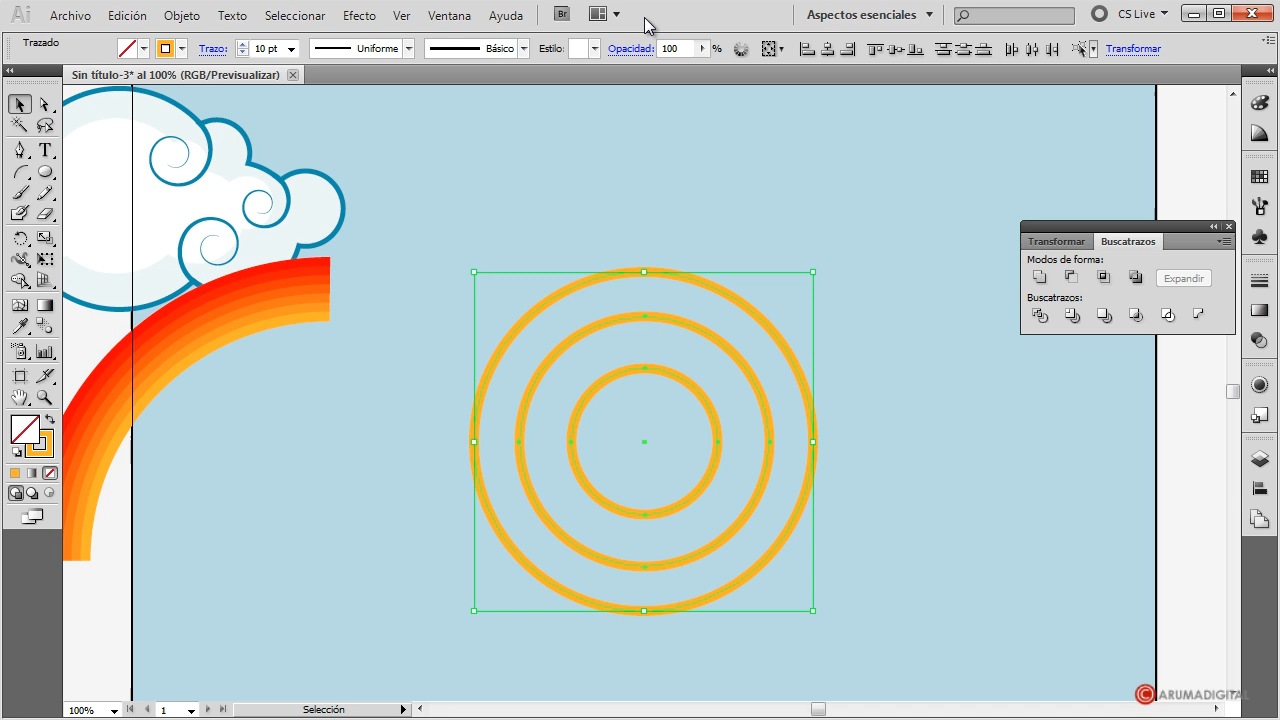 Ai Archivo Edición Objeto Texto Seleccionar Efecto Ver Ventana Ayuda Br Aspectos esenciales CS Live
Trazado Trazo: 10 pt Uniforme Básico Estilo: Opacidad: 100 % Transformar
Sin título-3* al 100% (RGB/Previsualizar)
T
Transformar Buscatrazos
Modos de forma:
Expandir
Buscatrazos:
100% 1 Selección
© ARUMADIGITAL